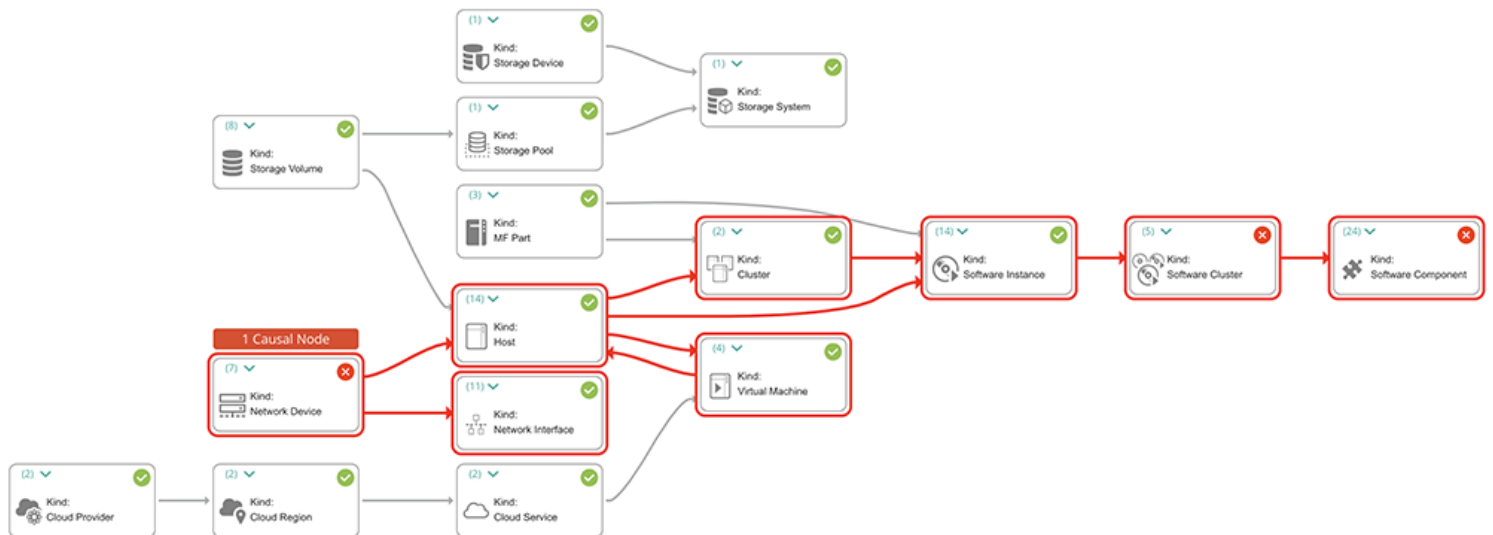 (1)
Kind:
Storage Device
(1)
Kind:
Storage System
(1)
Kind:
Storage Pool
(8)
Kind:
Storage Volume
(3)
Kind:
MF Part
(2)
Kind:
Cluster
(14)
Kind:
Software Instance
(5)
Kind:
Software Cluster
(24)
Kind:
Software Component
(14)
Kind:
Host
1 Causal Node
(7)
Kind:
Network Device
(4)
Kind:
Virtual Machine
(11)
Kind:
Network Interface
(2)
Kind:
Cloud Provider
(2)
Kind:
Cloud Region
(2)
Kind:
Cloud Service